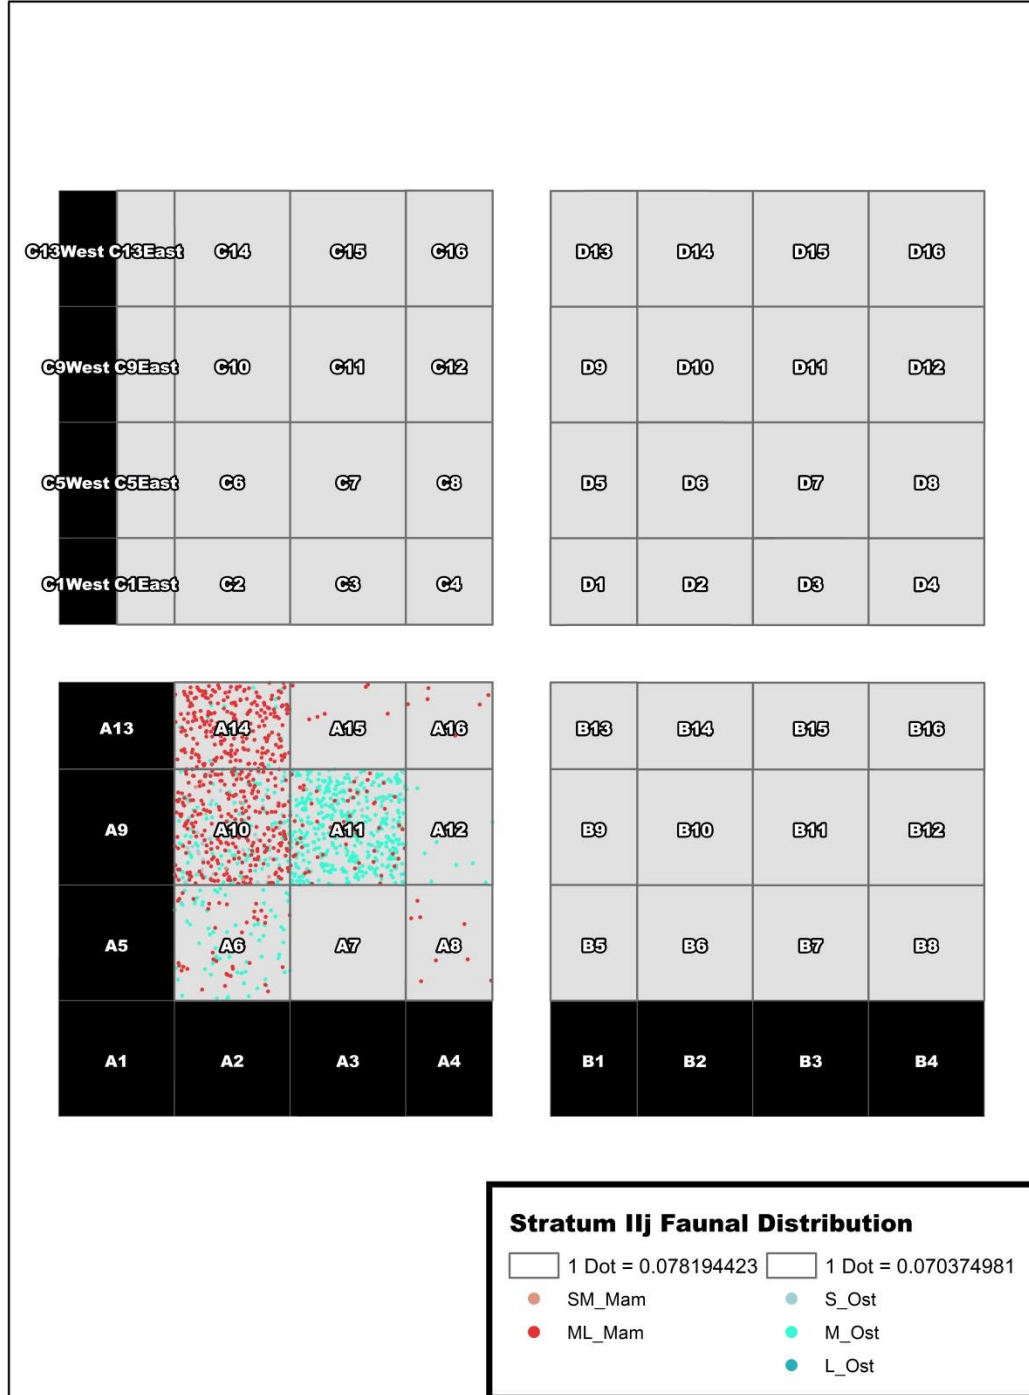 C13West C13East C14 C15 C16 D13 D14 D15 D16
C9West C9East C10 C11 C12 D9 D10 D11 D12
C5West C5East C6 C7 C8 D5 D6 D7 D8
C1West C1East C2 C3 C4 D1 D2 D3 D4
A13 A14 A15 A16 B13 B14 B15 B16
A9 A10 A11 A12 B9 B10 B11 B12
A5 A6 A7 A8 B5 B6 B7 B8
A1 A2 A3 A4 B1 B2 B3 B4
Stratum IIj Faunal Distribution
1 Dot = 0.078194423 1 Dot = 0.070374981
SM_Mam S_Ost
ML_Mam M_Ost
L_Ost